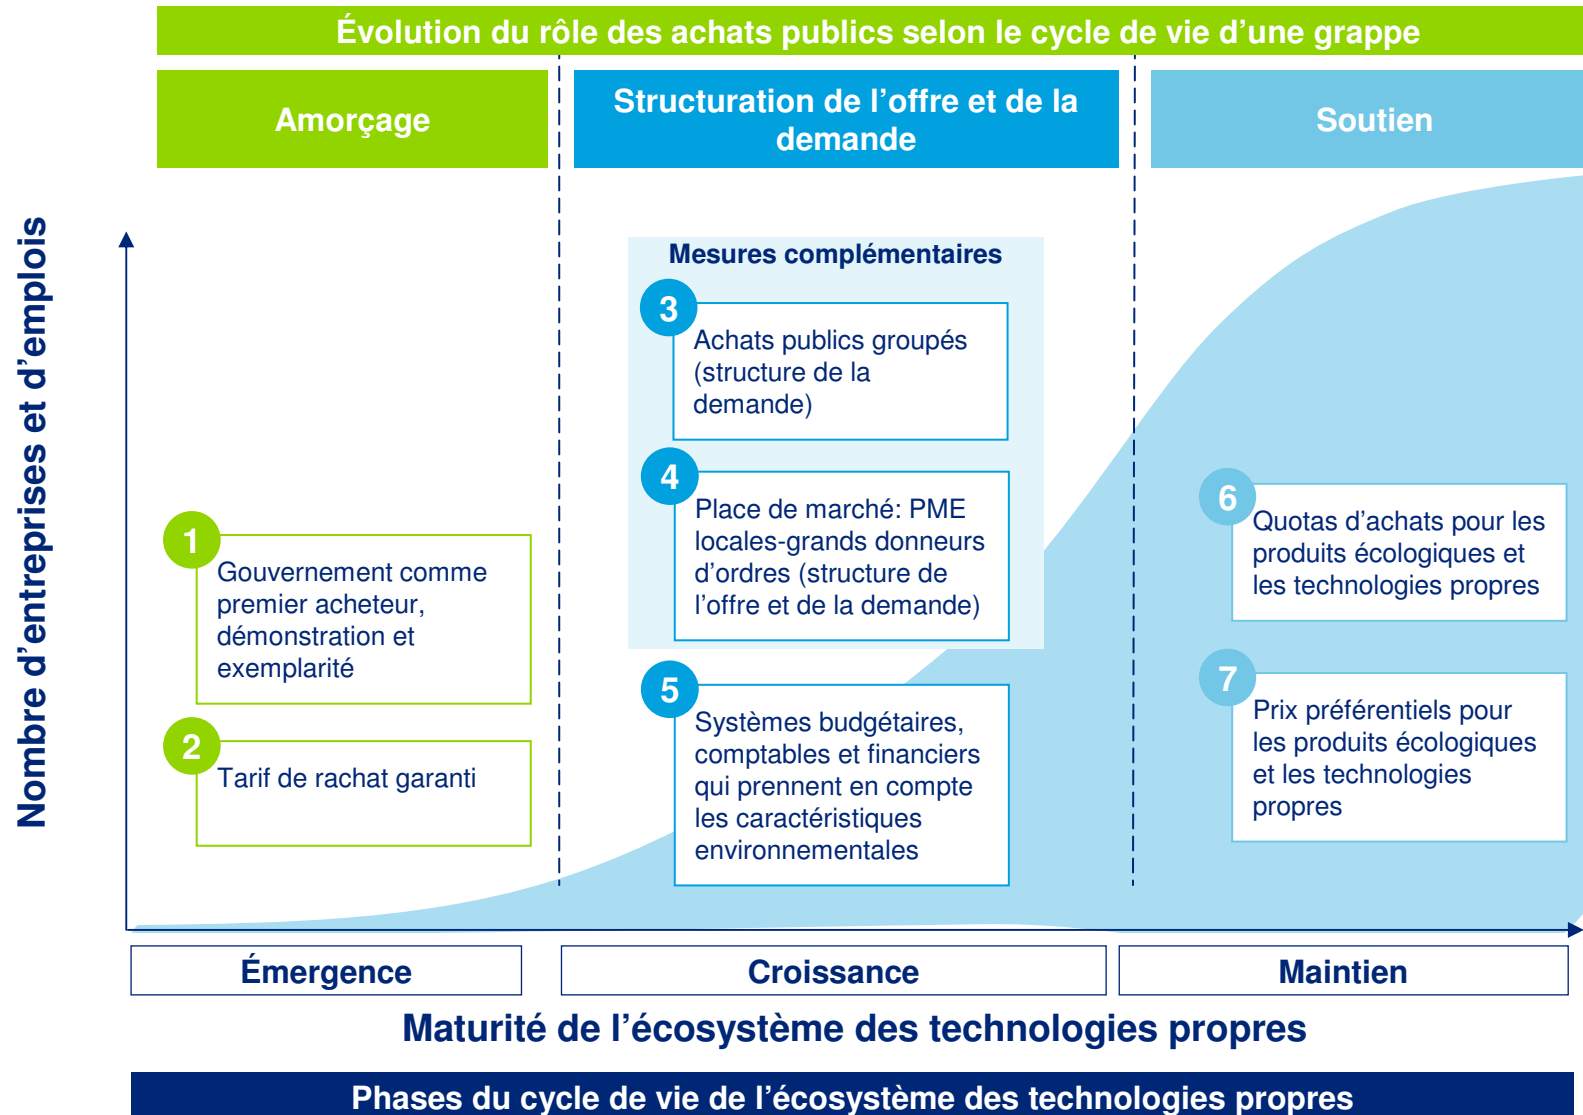 Évolution du rôle des achats publics selon le cycle de vie d’une grappe
Amorçage
Structuration de l’offre et de la
demande
Soutien
Nombre d’entreprises et d’emplois
1
Gouvernement comme
premier acheteur,
démonstration et
exemplarité
2
Tarif de rachat garanti
Mesures complémentaires
3
Achats publics groupés
(structure de la
demande)
4
Place de marché: PME
locales-grands donneurs
d’ordres (structure de
l’offre et de la demande)
5
Systèmes budgétaires,
comptables et financiers
qui prennent en compte
les caractéristiques
environnementales
6
Quotas d’achats pour les
produits écologiques et
les technologies propres
7
Prix préférentiels pour
les produits écologiques
et les technologies
propres
Émergence
Croissance
Maintien
Maturité de l’écosystème des technologies propres
Phases du cycle de vie de l’écosystème des technologies propres